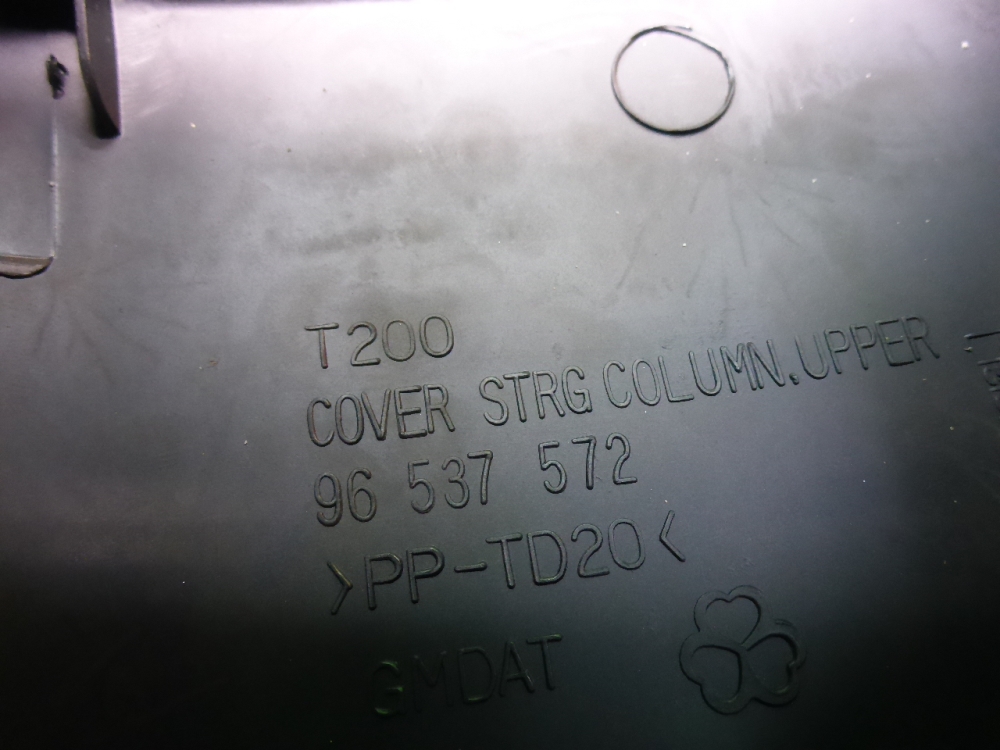 T200
COVER STRG COLUMN.UPPER
96 537 572
>PP-TD20<
GMDAT